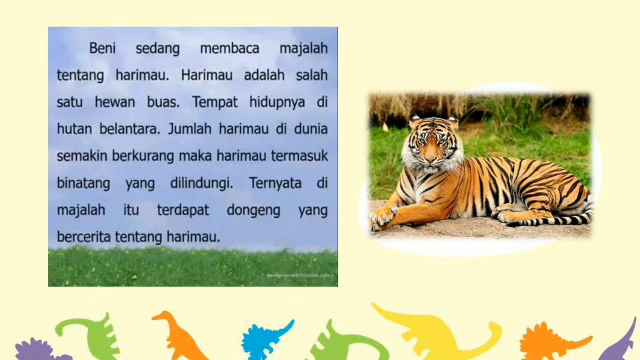 Beni sedang membaca majalah
tentang harimau. Harimau adalah salah
satu hewan buas. Tempat hidupnya di
hutan belantara. Jumlah harimau di dunia
semakin berkurang maka harimau termasuk
binatang yang dilindungi. Ternyata di
majalah itu terdapat dongeng yang
bercerita tentang harimau.